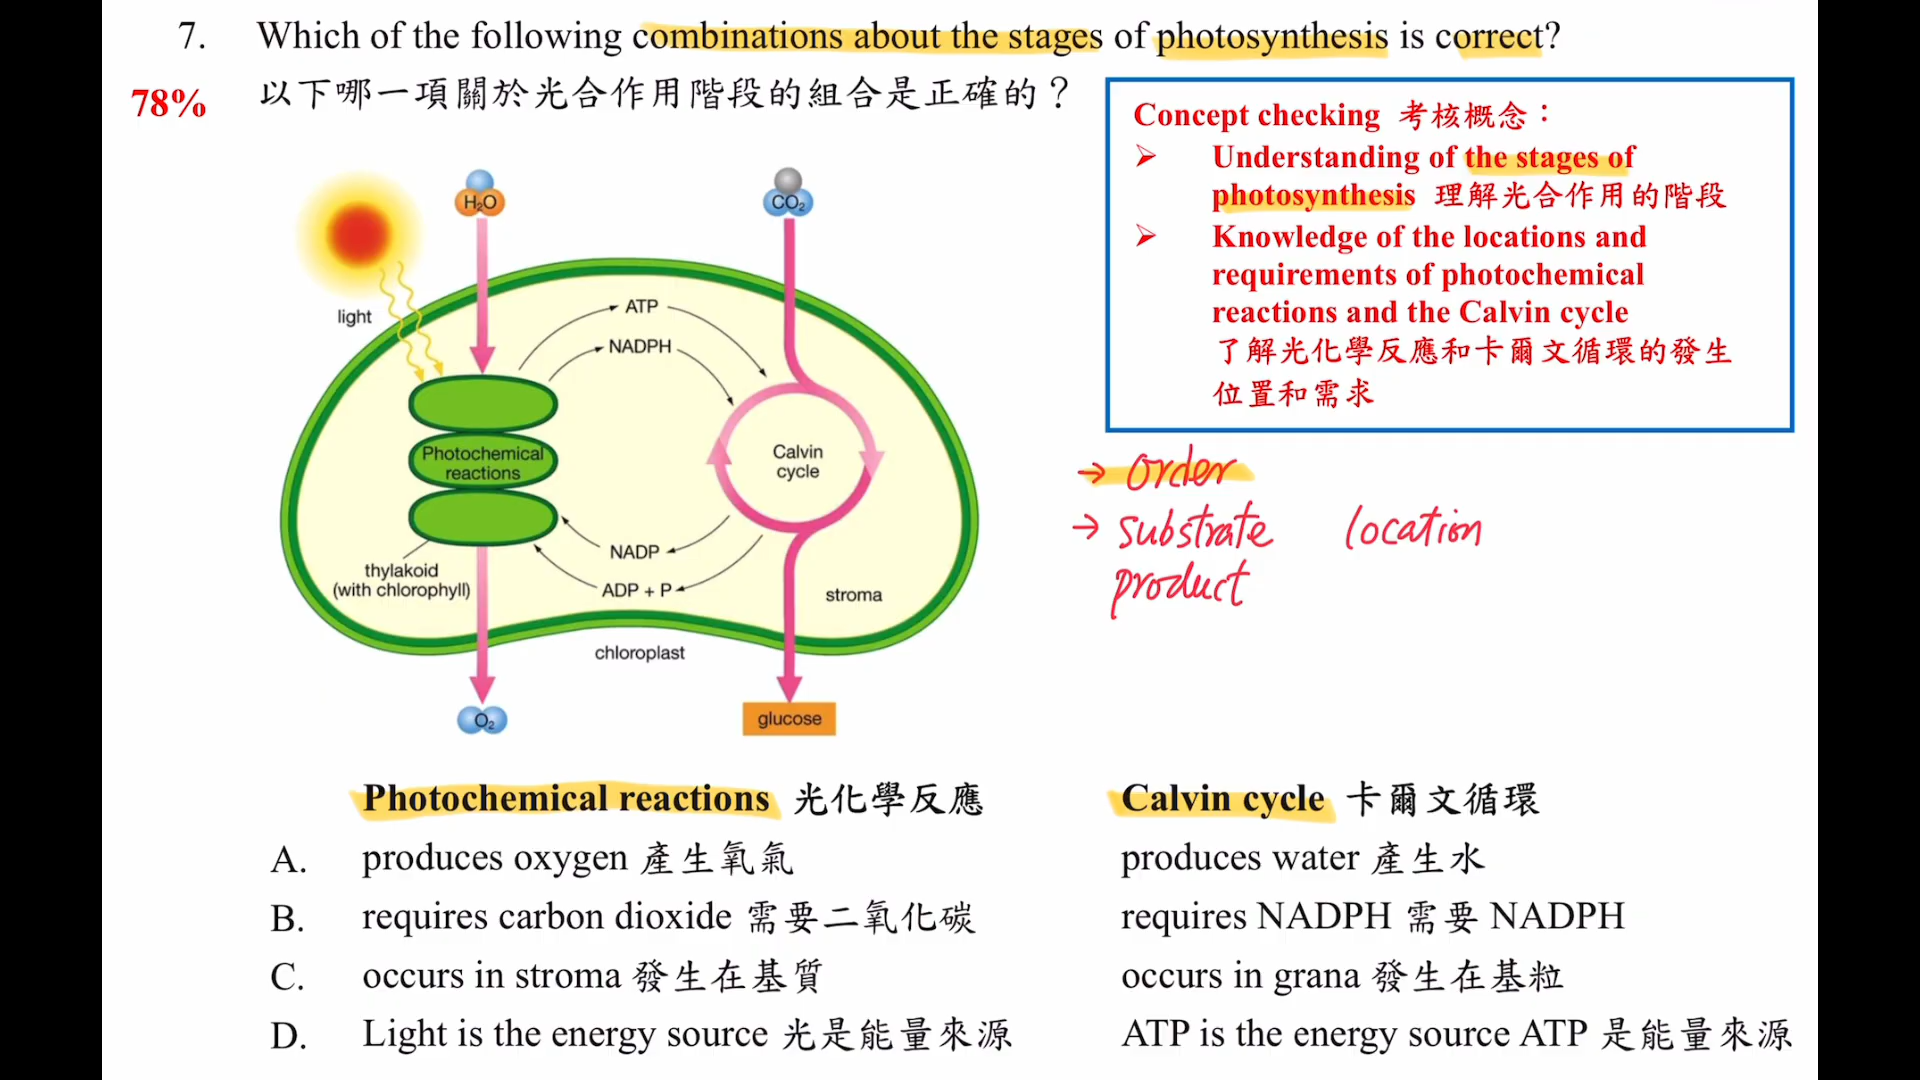 7. Which of the following combinations about the stages of photosynthesis is correct?
78% 以下哪一項關於光合作用階段的組合是正確的？
Concept checking 考核概念：
➢ Understanding of the stages of
photosynthesis 理解光合作用的階段
➢ Knowledge of the locations and
requirements of photochemical
reactions and the Calvin cycle
了解光化學反應和卡爾文循環的發生
位置和需求
→ order
→ substrate location
product
H₂O
CO₂
light
ATP
NADPH
Photochemical
reactions
Calvin
cycle
NADP
ADP + P
thylakoid
(with chlorophyll)
stroma
chloroplast
O₂
glucose
Photochemical reactions 光化學反應 Calvin cycle 卡爾文循環
A. produces oxygen 產生氧氣 produces water 產生水
B. requires carbon dioxide 需要二氧化碳 requires NADPH 需要 NADPH
C. occurs in stroma 發生在基質 occurs in grana 發生在基粒
D. Light is the energy source 光是能量來源 ATP is the energy source ATP 是能量來源